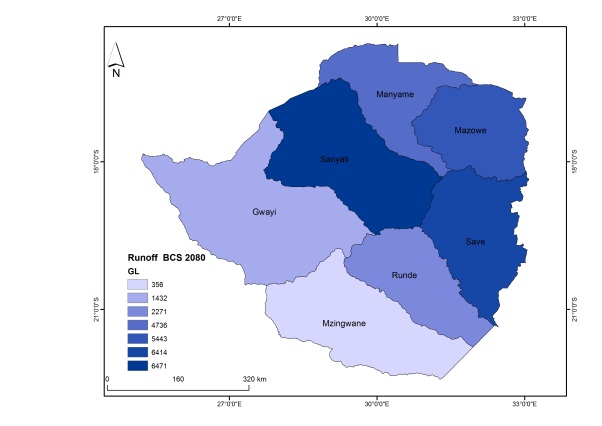 27°0'0"E 30°0'0"E 33°0'0"E
N
Manyame
Mazowe
Sanyati
18°0'0"S 18°0'0"S
Gwayi
Save
Runoff BCS 2080
GL
356
1432
2271
4736
5443
6414
6471
Runde
21°0'0"S 21°0'0"S
Mzingwane
0 160 320 km
27°0'0"E 30°0'0"E 33°0'0"E